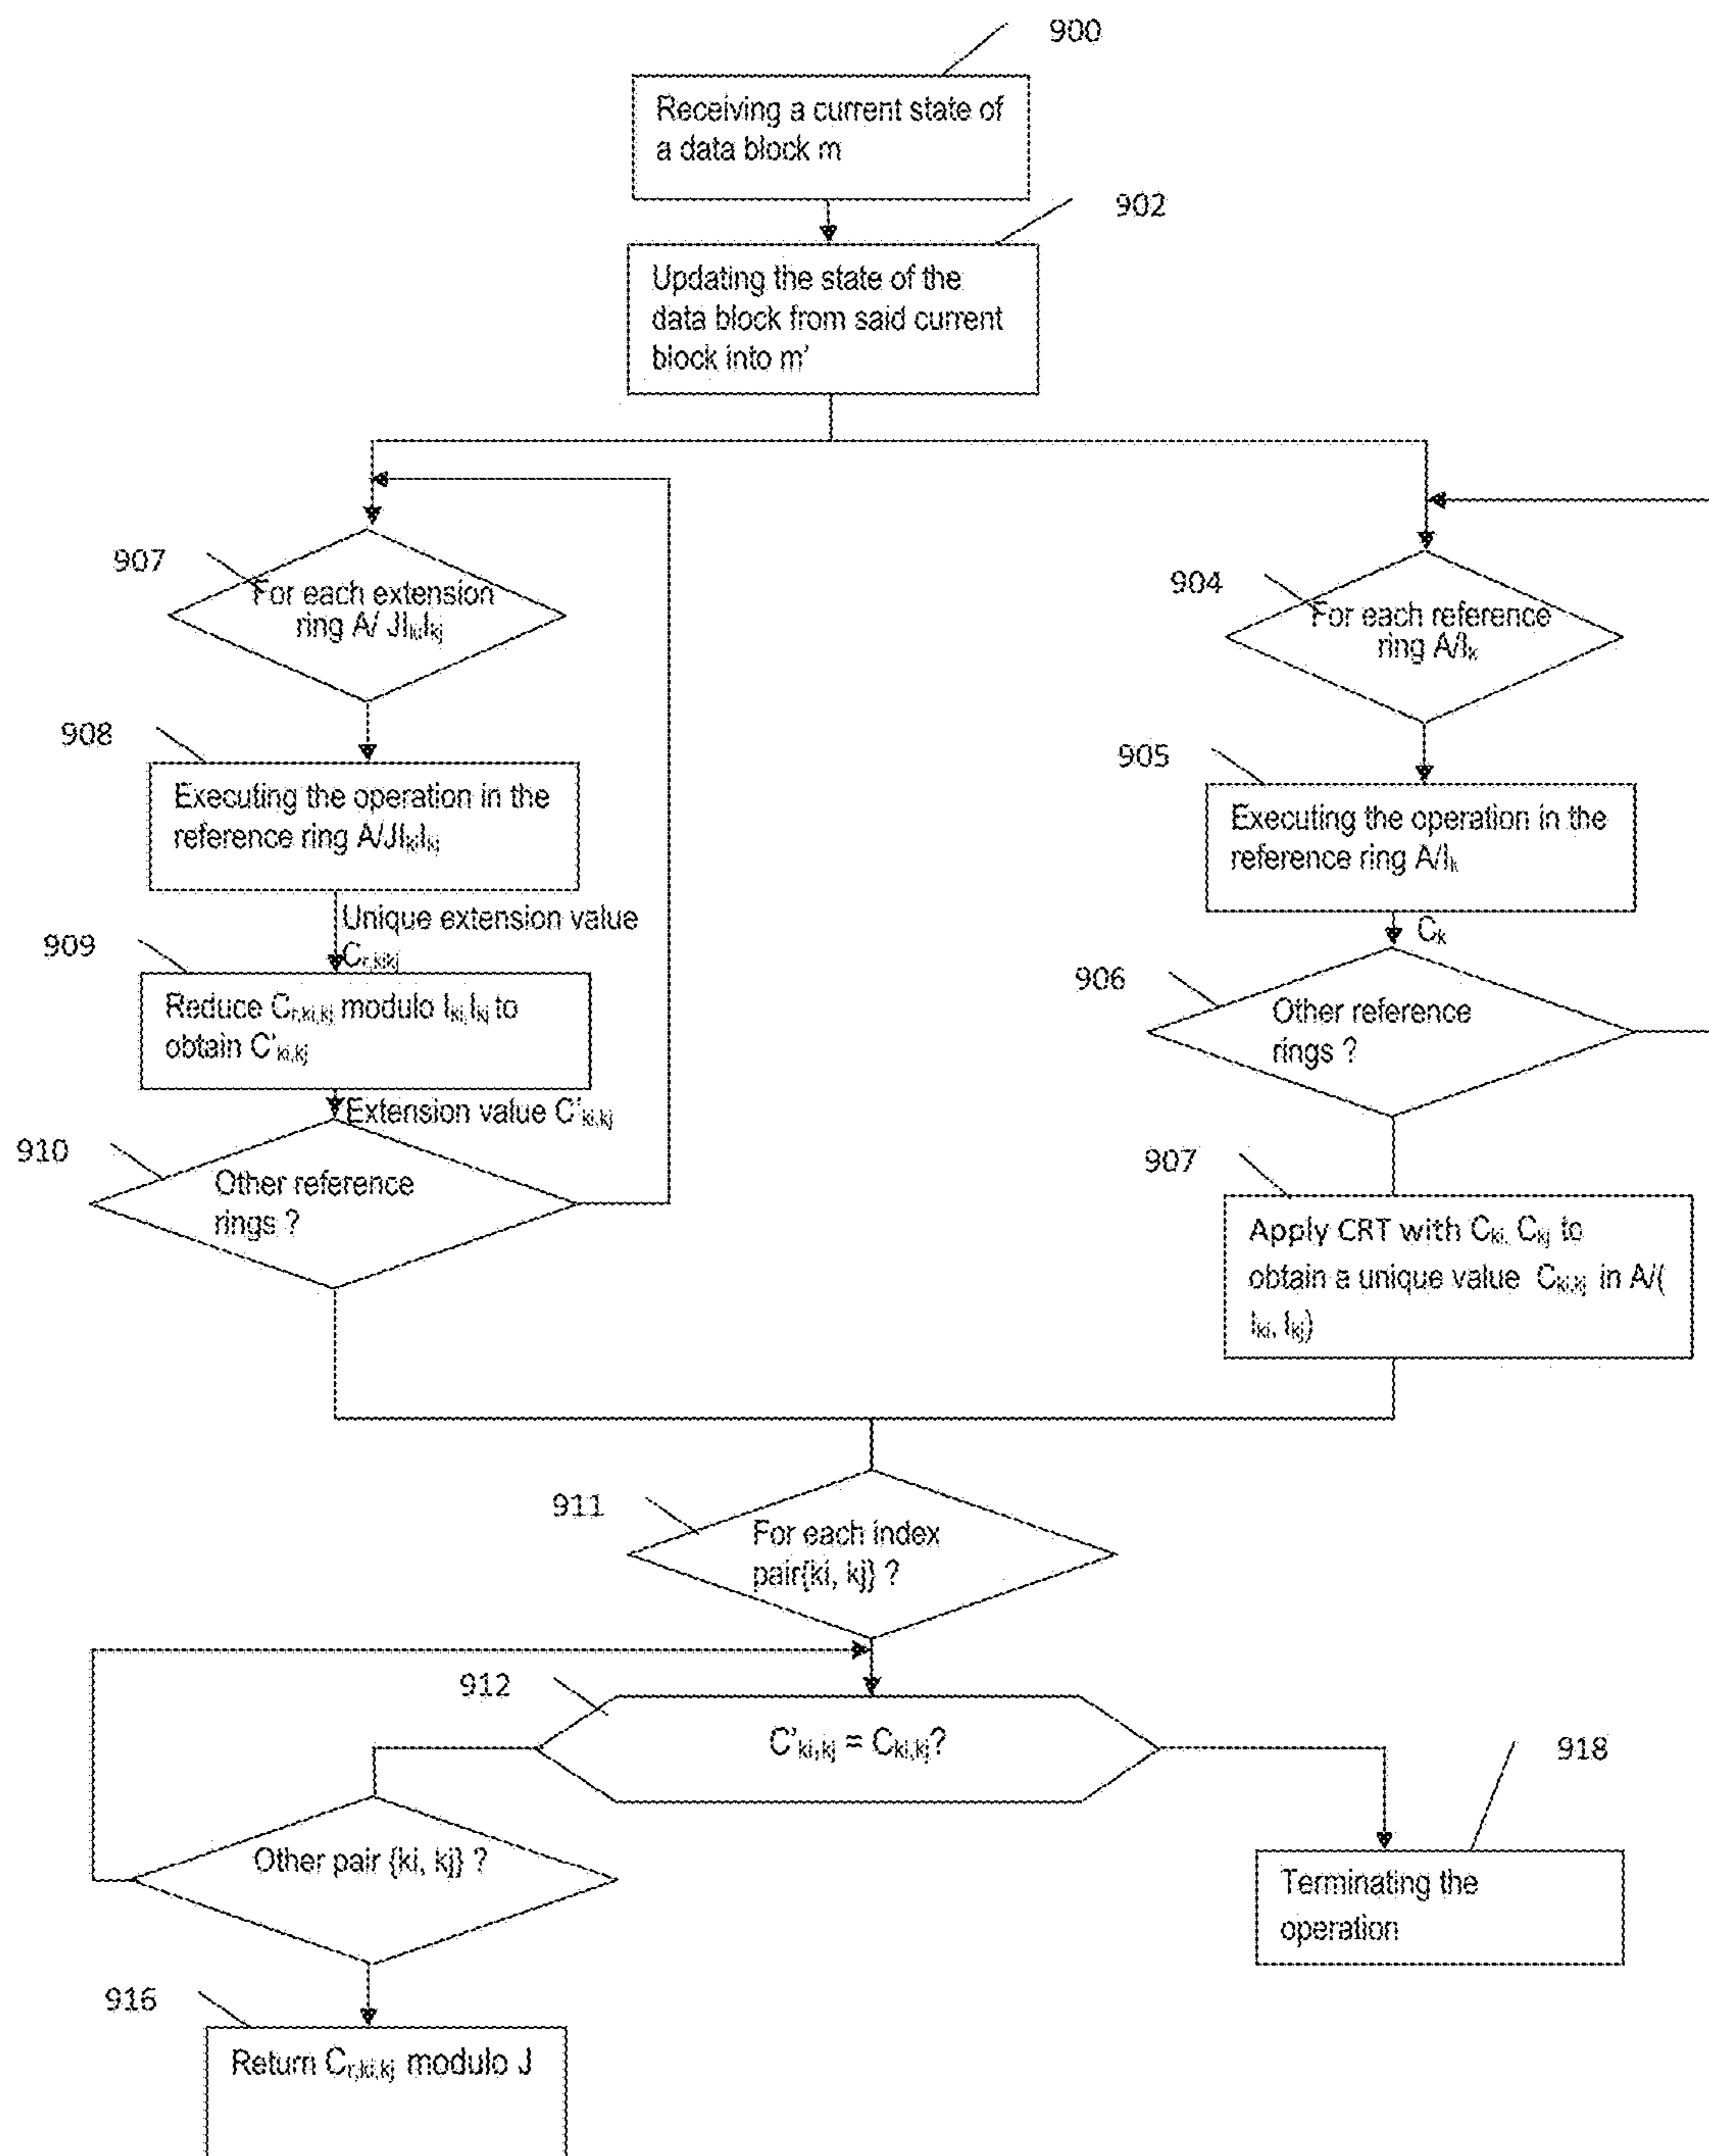 900
Receiving a current state of
a data block m
902
Updating the state of the
data block from said current
block into m'
907
For each extension
ring A/ JIkiIkj
904
For each reference
ring A/Ik
908
Executing the operation in the
reference ring A/JIkiIkj
905
Executing the operation in the
reference ring A/Ik
Unique extension value
Cr,kikj
Ck
909
Reduce Cr,ki,kj modulo Iki,Ikj to
obtain C'ki,kj
906
Other reference
rings ?
Extension value C'ki,kj
910
Other reference
rings ?
907
Apply CRT with Cki, Ckj to
obtain a unique value Cki,kj in A/(
Iki, Ikj)
911
For each index
pair{ki, kj} ?
912
C'ki,kj = Cki,kj?
918
Other pair {ki, kj} ?
Terminating the
operation
916
Return Cr,ki,kj modulo J